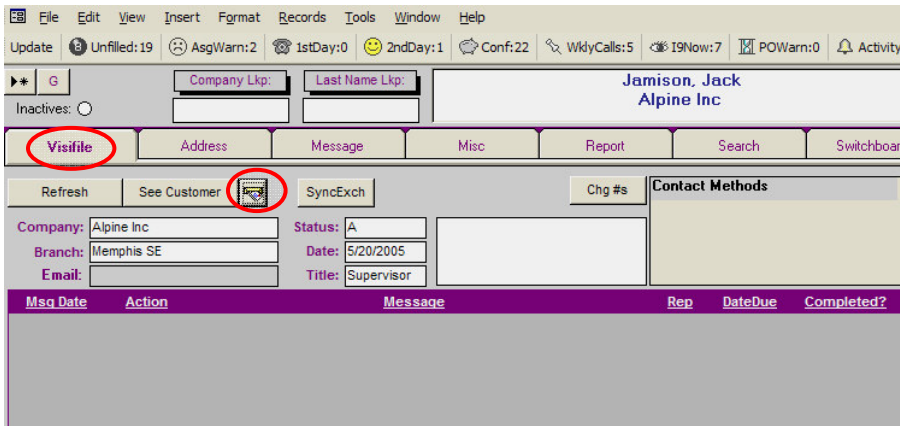 File Edit View Insert Format Records Tools Window Help
Update Unfilled:19 AsgWarn:2 1stDay:0 2ndDay:1 Conf:22 WklyCalls:5 I9Now:7 POWarn:0 Activity
G Company Lkp: Last Name Lkp: Jamison, Jack
Inactives: Alpine Inc
Visifile Address Message Misc Report Search Switchboar
Refresh See Customer SyncExch Chg #s Contact Methods
Company: Alpine Inc Status: A
Branch: Memphis SE Date: 5/20/2005
Email: Title: Supervisor
Msg Date Action Message Rep DateDue Completed?